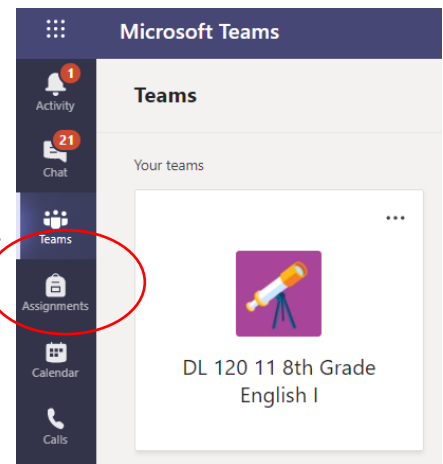 Microsoft Teams
1
Activity
Teams
21
Chat
Your teams
Teams
...
Assignments
DL 120 11 8th Grade
English I
Calendar
Calls